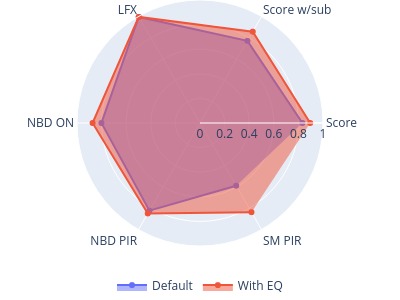 LFX
Score w/sub
NBD ON
0 0.2 0.4 0.6 0.8 1
Score
NBD PIR
SM PIR
Default
With EQ